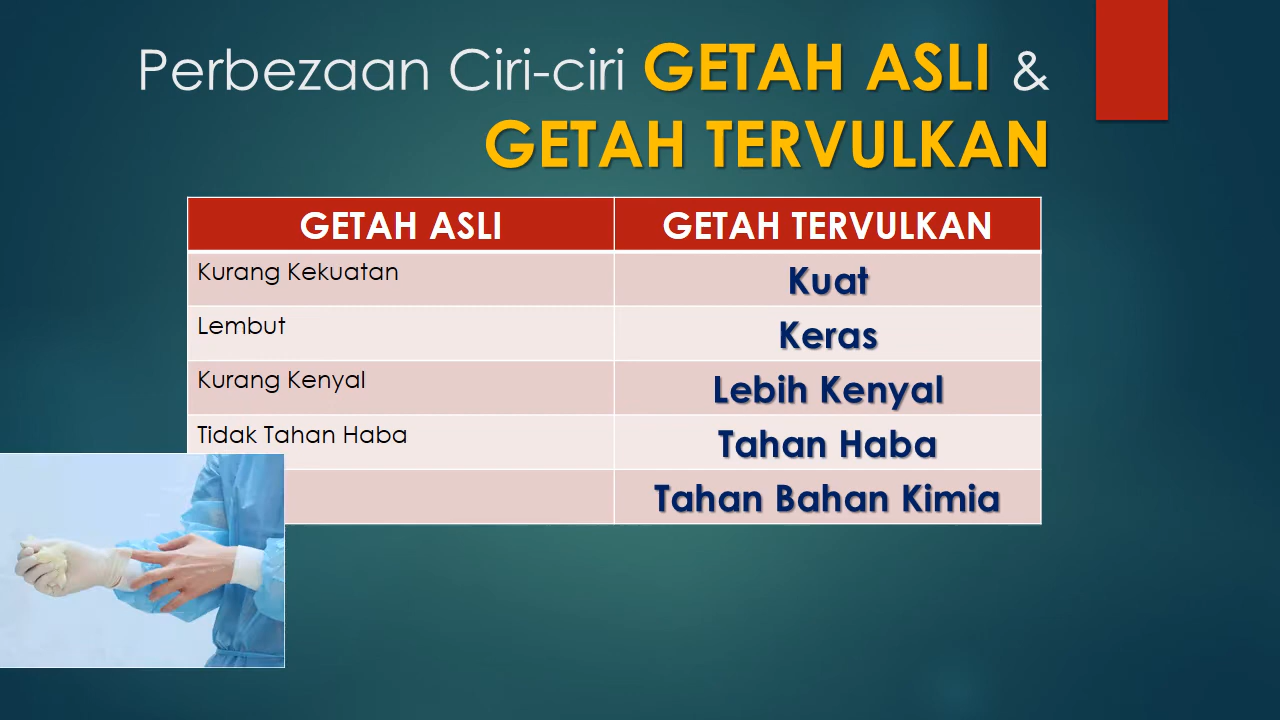 Perbezaan Ciri-ciri GETAH ASLI &
GETAH TERVULKAN
GETAH ASLI GETAH TERVULKAN
Kurang Kekuatan Kuat
Lembut Keras
Kurang Kenyal Lebih Kenyal
Tidak Tahan Haba Tahan Haba
Tahan Bahan Kimia